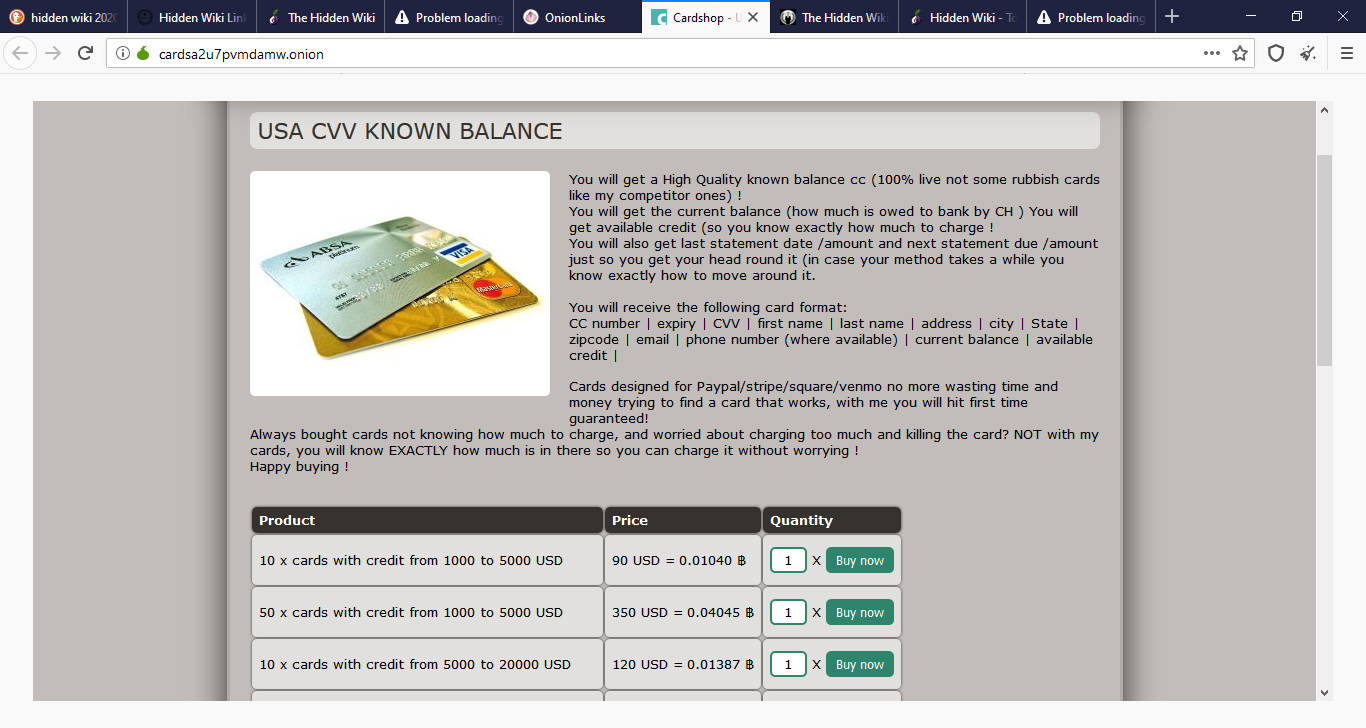 hidden wiki 202
Hidden Wiki Lin
The Hidden Wiki
Problem loading
OnionLinks
Cardshop - U
The Hidden Wiki
Hidden Wiki - To
Problem loading
cardsa2u7pvmdamw.onion
USA CVV KNOWN BALANCE
ABSA
platinum
VISA
MasterCard
You will get a High Quality known balance cc (100% live not some rubbish cards
like my competitor ones) !
You will get the current balance (how much is owed to bank by CH ) You will
get available credit (so you know exactly how much to charge !
You will also get last statement date /amount and next statement due /amount
just so you get your head round it (in case your method takes a while you
know exactly how to move around it.
You will receive the following card format:
CC number | expiry | CVV | first name | last name | address | city | State |
zipcode | email | phone number (where available) | current balance | available
credit |
Cards designed for Paypal/stripe/square/venmo no more wasting time and
money trying to find a card that works, with me you will hit first time
guaranteed!
Always bought cards not knowing how much to charge, and worried about charging too much and killing the card? NOT with my
cards, you will know EXACTLY how much is in there so you can charge it without worrying !
Happy buying !
Product Price Quantity
10 x cards with credit from 1000 to 5000 USD 90 USD = 0.01040 ฿ 1 X Buy now
50 x cards with credit from 1000 to 5000 USD 350 USD = 0.04045 ฿ 1 X Buy now
10 x cards with credit from 5000 to 20000 USD 120 USD = 0.01387 ฿ 1 X Buy now